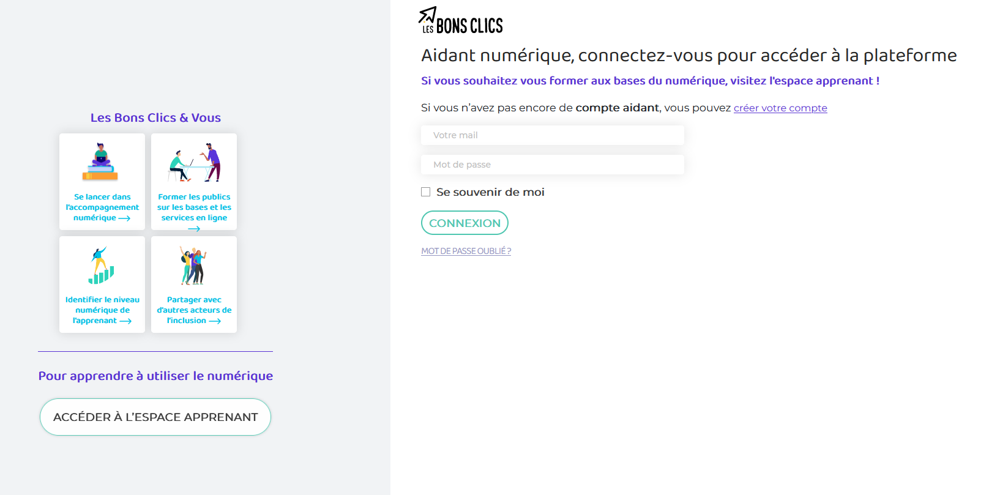 Les Bons Clics & Vous
Se lancer dans
l'accompagnement
numérique
Former les publics
sur les bases et les
services en ligne
Identifier le niveau
numérique de
l'apprenant
Partager avec
d'autres acteurs de
l'inclusion
Pour apprendre à utiliser le numérique
ACCÉDER À L’ESPACE APPRENANT
LES BONS CLICS
Aidant numérique, connectez-vous pour accéder à la plateforme
Si vous souhaitez vous former aux bases du numérique, visitez l'espace apprenant !
Si vous n’avez pas encore de compte aidant, vous pouvez créer votre compte
Votre mail
Mot de passe
Se souvenir de moi
CONNEXION
MOT DE PASSE OUBLIÉ ?